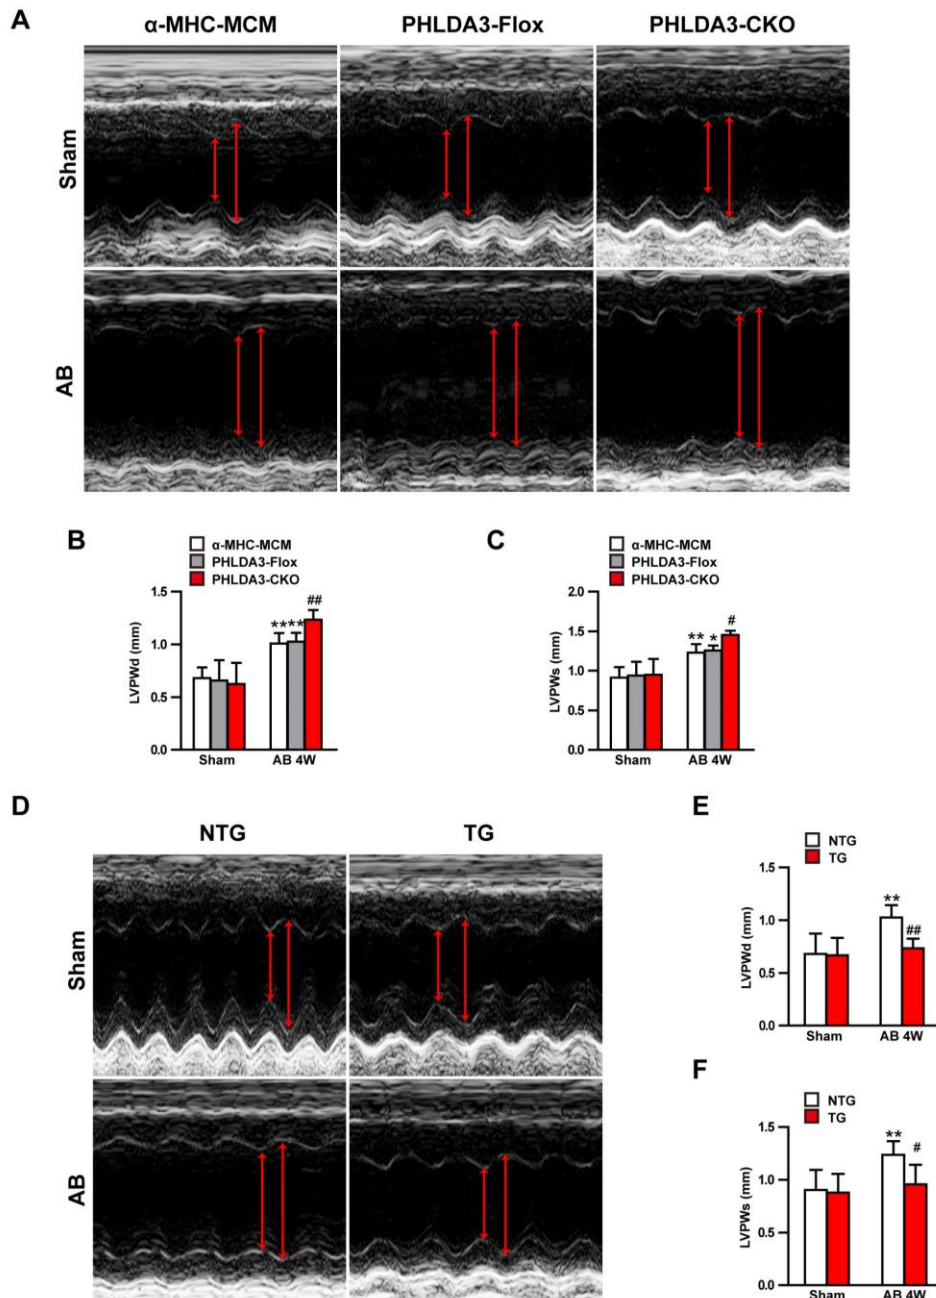 A
α-MHC-MCM PHLDA3-Flox PHLDA3-CKO
Sham
AB
B
α-MHC-MCM
PHLDA3-Flox
PHLDA3-CKO
LVPWd (mm)
1.5
1.0
0.5
0.0
** ** ##
Sham AB 4W
C
α-MHC-MCM
PHLDA3-Flox
PHLDA3-CKO
LVPWs (mm)
2.0
1.5
1.0
0.5
0.0
** * #
Sham AB 4W
D
NTG TG
Sham
AB
E
NTG
TG
LVPWd (mm)
1.5
1.0
0.5
0.0
** ##
Sham AB 4W
F
NTG
TG
LVPWs (mm)
1.5
1.0
0.5
0.0
** #
Sham AB 4W